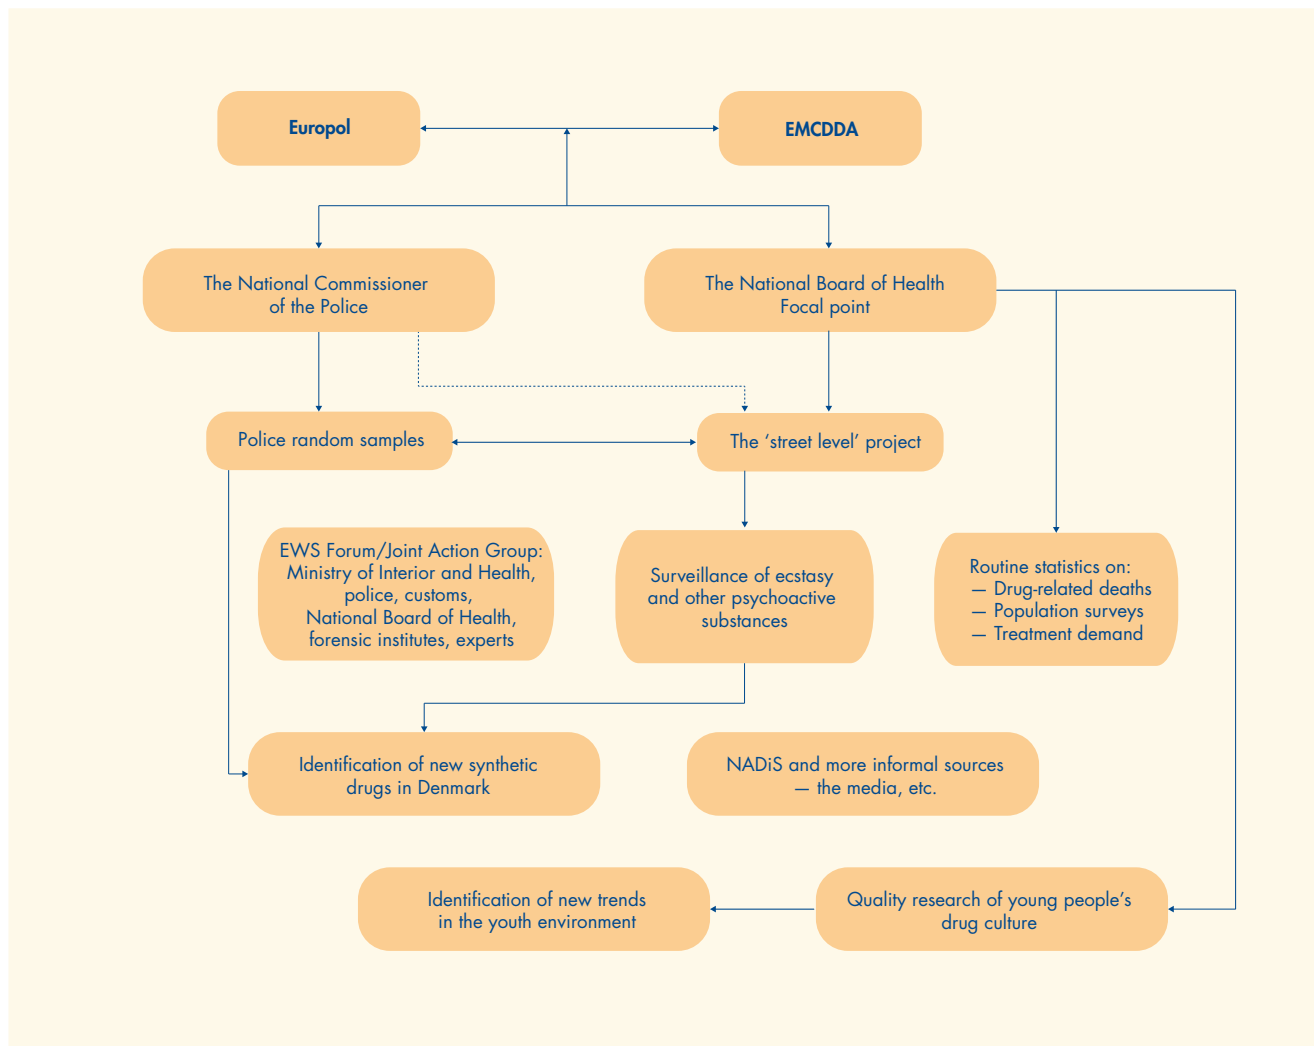 Europol
EMCDDA
The National Commissioner
of the Police
The National Board of Health
Focal point
Police random samples
The ‘street level’ project
EWS Forum/Joint Action Group:
Ministry of Interior and Health,
police, customs,
National Board of Health,
forensic institutes, experts
Surveillance of ecstasy
and other psychoactive
substances
Routine statistics on:
— Drug-related deaths
— Population surveys
— Treatment demand
Identification of new synthetic
drugs in Denmark
NADiS and more informal sources
— the media, etc.
Identification of new trends
in the youth environment
Quality research of young people’s
drug culture